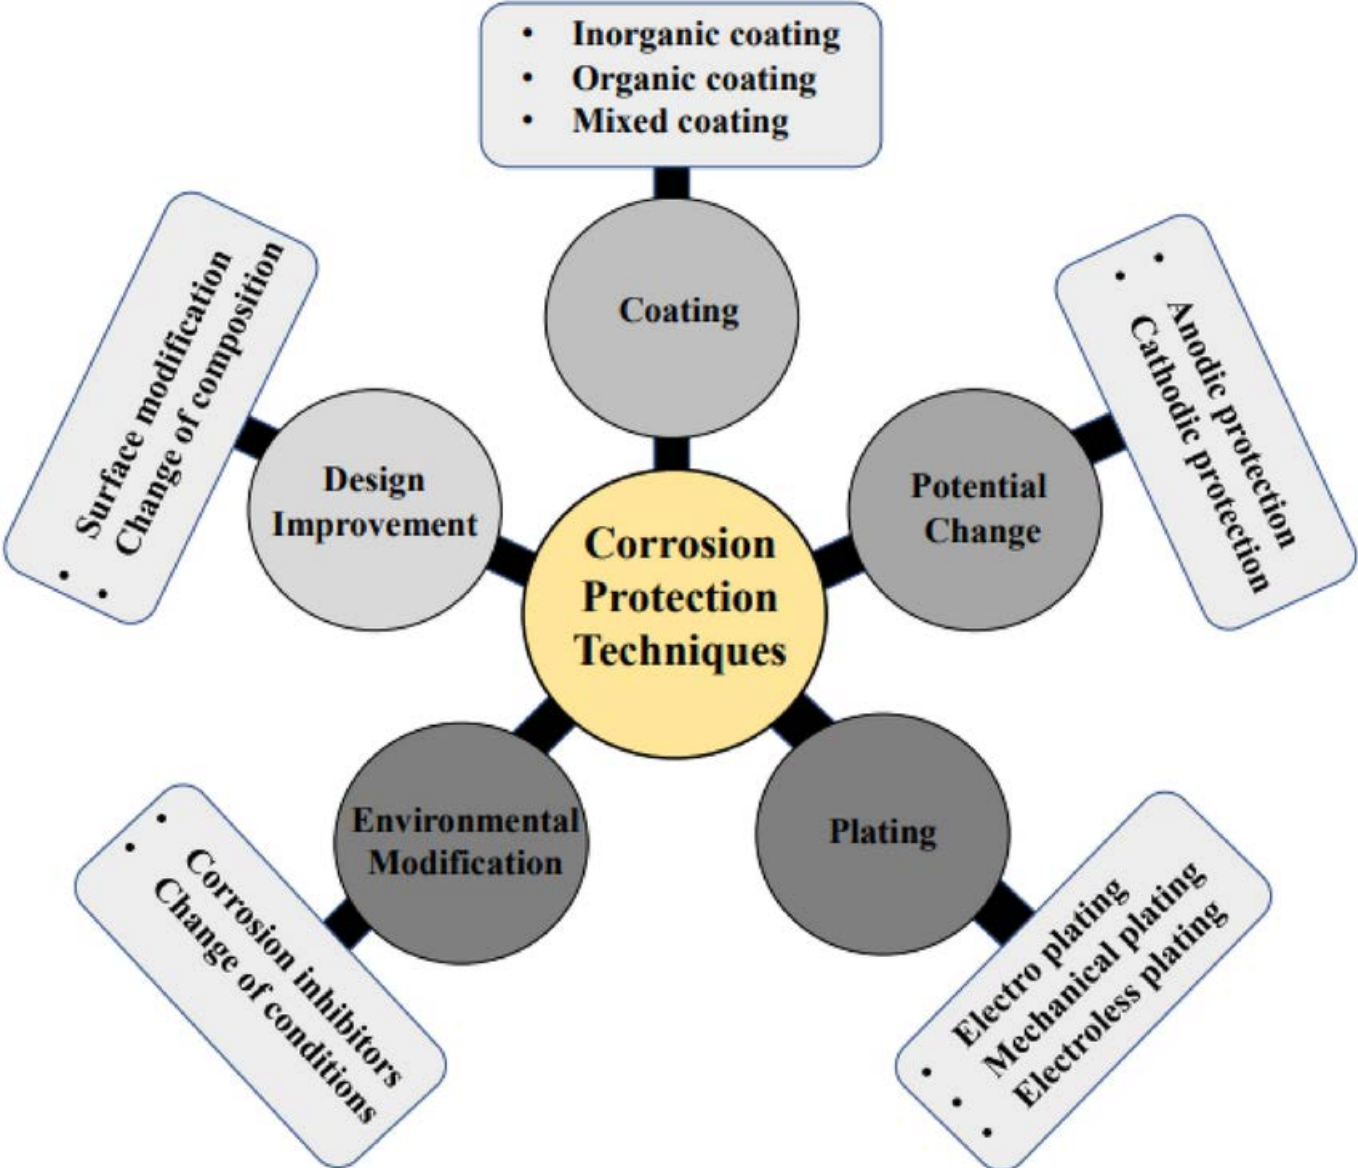 • Inorganic coating
• Organic coating
• Mixed coating
Coating
• Surface modification
• Change of composition
Design
Improvement
• Anodic protection
• Cathodic protection
Potential
Change
Corrosion
Protection
Techniques
Environmental
Modification
• Corrosion inhibitors
• Change of conditions
Plating
• Electro plating
• Mechanical plating
• Electroless plating